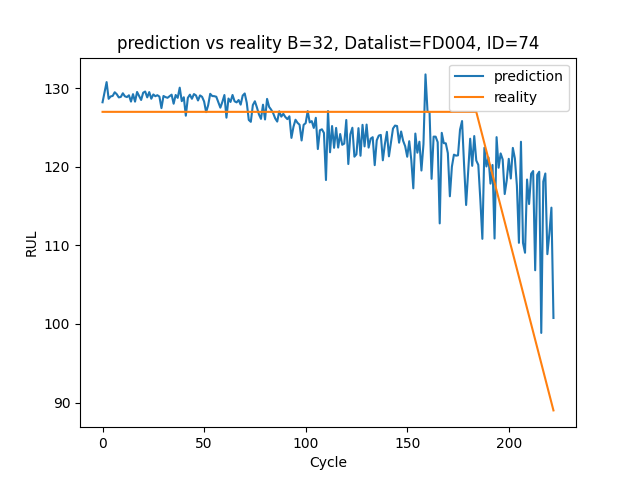 prediction vs reality B=32, Datalist=FD004, ID=74
prediction
reality
RUL
130
120
110
100
90
0
50
100
150
200
Cycle